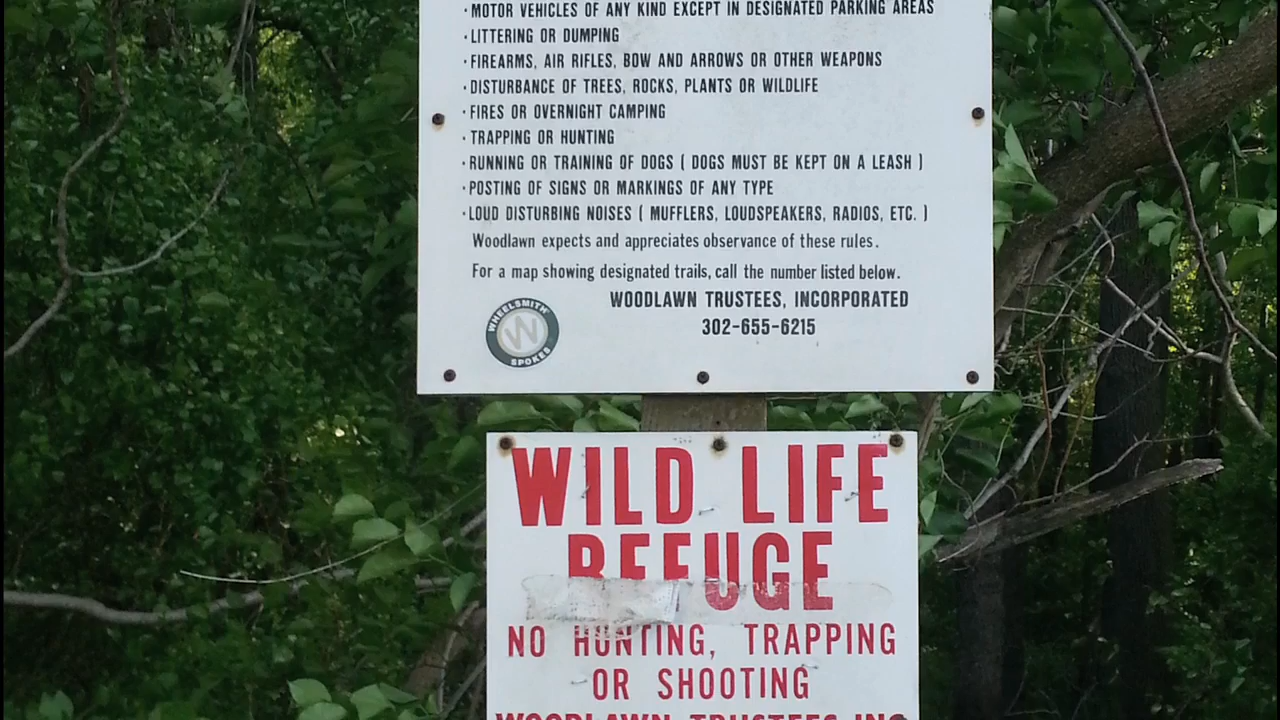 · MOTOR VEHICLES OF ANY KIND EXCEPT IN DESIGNATED PARKING AREAS
· LITTERING OR DUMPING
· FIREARMS, AIR RIFLES, BOW AND ARROWS OR OTHER WEAPONS
· DISTURBANCE OF TREES, ROCKS, PLANTS OR WILDLIFE
· FIRES OR OVERNIGHT CAMPING
· TRAPPING OR HUNTING
· RUNNING OR TRAINING OF DOGS ( DOGS MUST BE KEPT ON A LEASH )
· POSTING OF SIGNS OR MARKINGS OF ANY TYPE
· LOUD DISTURBING NOISES ( MUFFLERS, LOUDSPEAKERS, RADIOS, ETC. )
Woodlawn expects and appreciates observance of these rules.
For a map showing designated trails, call the number listed below.
WOODLAWN TRUSTEES, INCORPORATED
302-655-6215
WHEELSMITH
W
SPOKES
WILD LIFE
REFUGE
NO HUNTING, TRAPPING
OR SHOOTING
WOODLAWN TRUSTEES INC